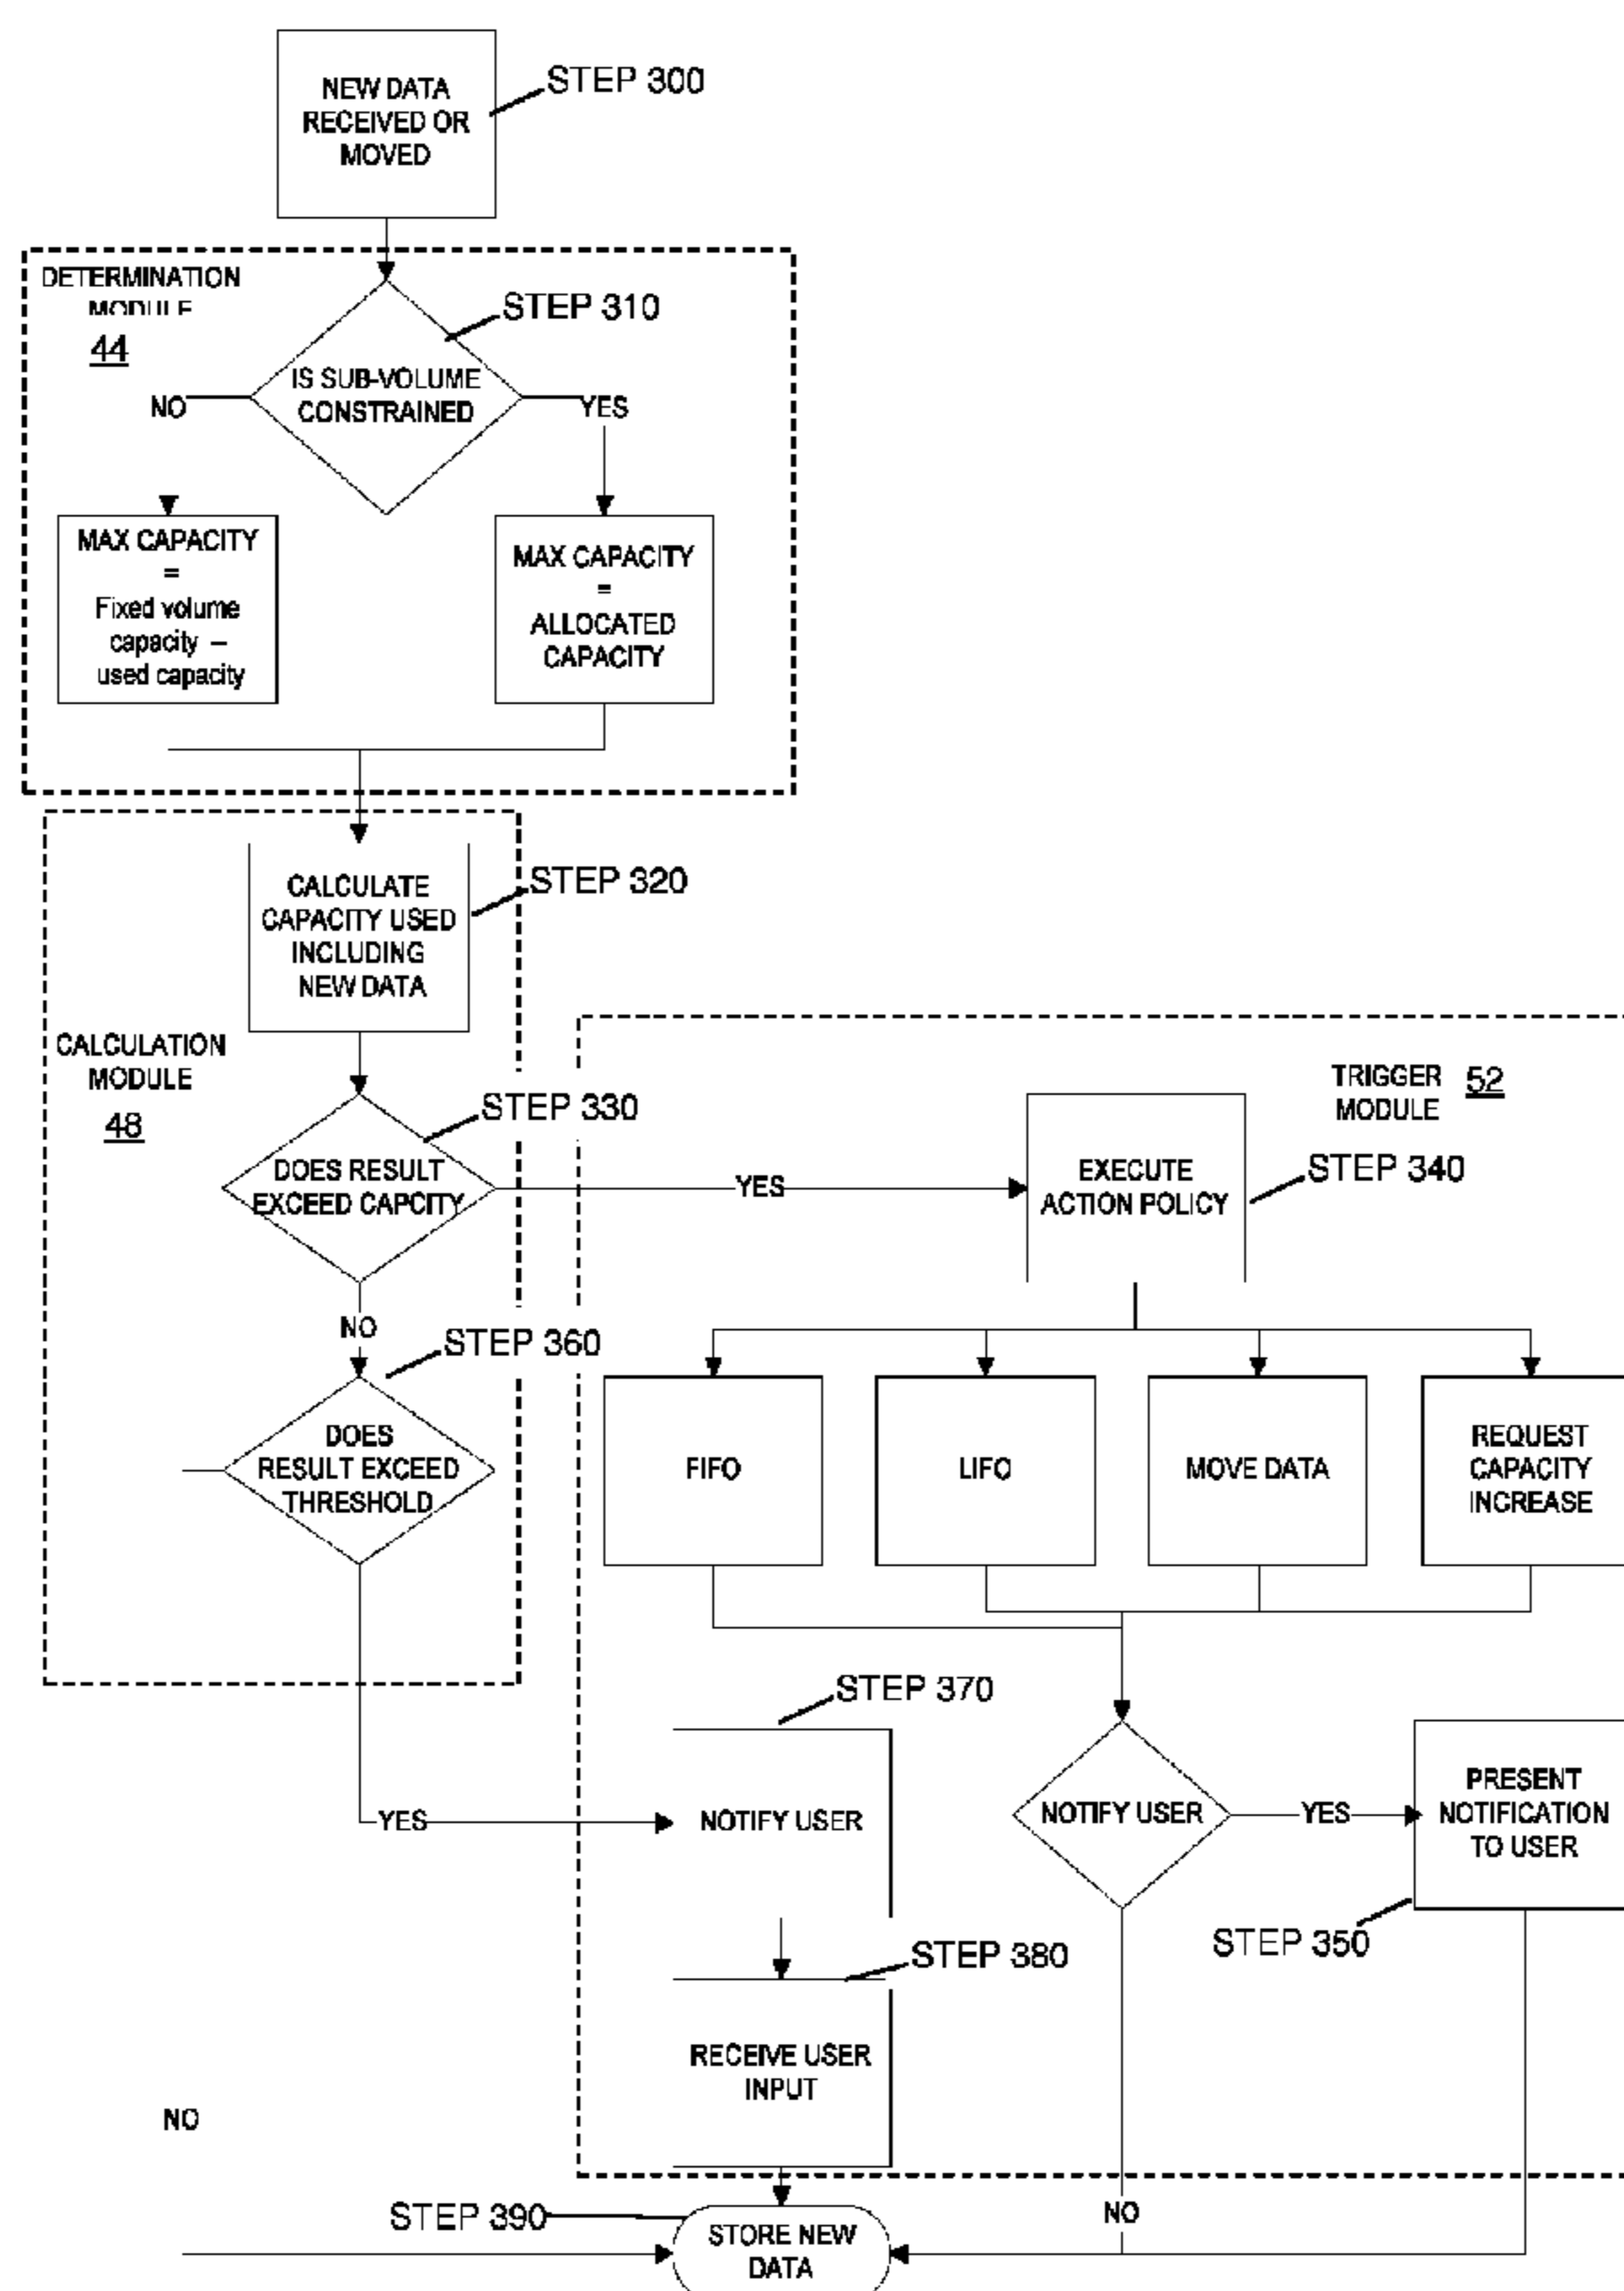 NEW DATA
RECEIVED OR
MOVED
STEP 300
DETERMINATION
MODULE
44
STEP 310
IS SUB-VOLUME
CONSTRAINED
NO
YES
MAX CAPACITY
=
Fixed volume
capacity –
used capacity
MAX CAPACITY
=
ALLOCATED
CAPACITY
CALCULATE
CAPACITY USED
INCLUDING
NEW DATA
STEP 320
CALCULATION
MODULE
48
STEP 330
DOES RESULT
EXCEED CAPCITY
YES
TRIGGER
MODULE
52
EXECUTE
ACTION POLICY
STEP 340
NO
STEP 360
DOES
RESULT EXCEED
THRESHOLD
FIFO
LIFO
MOVE DATA
REQUEST
CAPACITY
INCREASE
STEP 370
YES
NOTIFY USER
NOTIFY USER
YES
PRESENT
NOTIFICATION
TO USER
STEP 350
STEP 380
RECEIVE USER
INPUT
NO
STEP 390
STORE NEW
DATA
NO